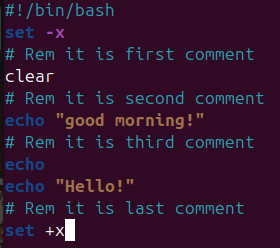 #!/bin/bash
set -x
# Rem it is first comment
clear
# Rem it is second comment
echo "good morning!"
# Rem it is third comment
echo
echo "Hello!"
# Rem it is last comment
set +x